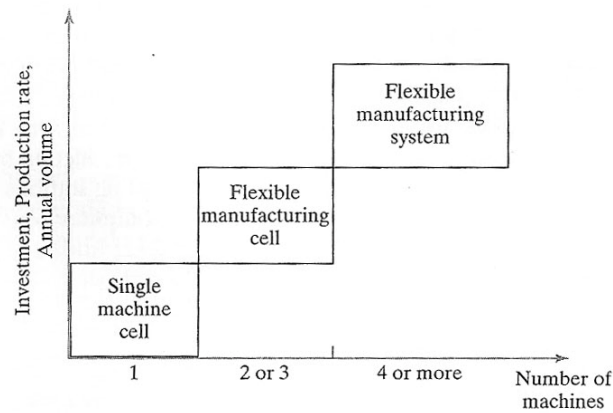 Investment, Production rate,
Annual volume
Flexible
manufacturing
system
Flexible
manufacturing
cell
Single
machine
cell
1
2 or 3
4 or more
Number of
machines